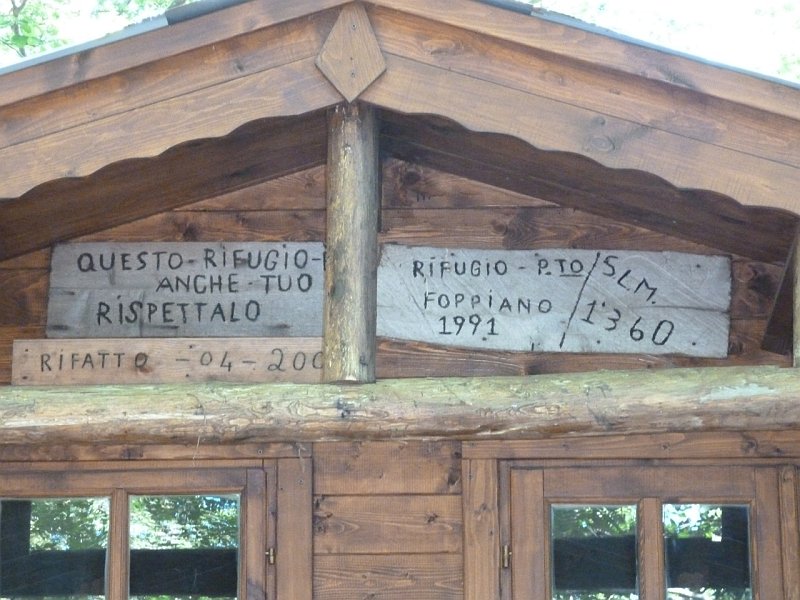 QUESTO - RIFUGIO -
ANCHE - TUO
RISPETTALO
RIFATTO - 04 - 200
RIFUGIO - P.TO
FOPPIANO
1991
SLM.
1360